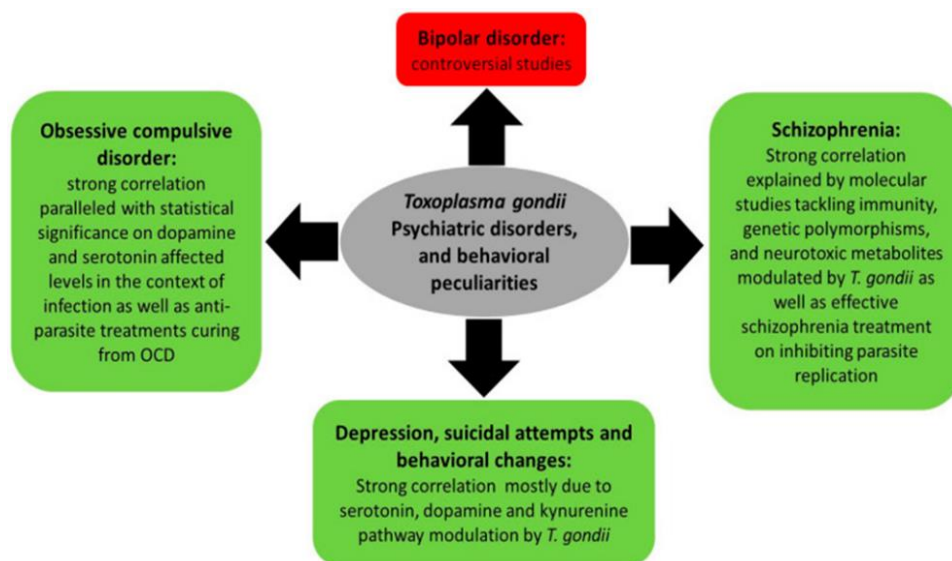 Bipolar disorder:
controversial studies
Obsessive compulsive
disorder:
strong correlation
paralleled with statistical
significance on dopamine
and serotonin affected
levels in the context of
infection as well as anti-
parasite treatments curing
from OCD
Toxoplasma gondii
Psychiatric disorders,
and behavioral
peculiarities
Schizophrenia:
Strong correlation
explained by molecular
studies tackling immunity,
genetic polymorphisms,
and neurotoxic metabolites
modulated by T. gondii as
well as effective
schizophrenia treatment
on inhibiting parasite
replication
Depression, suicidal attempts and
behavioral changes:
Strong correlation mostly due to
serotonin, dopamine and kynurenine
pathway modulation by T. gondii